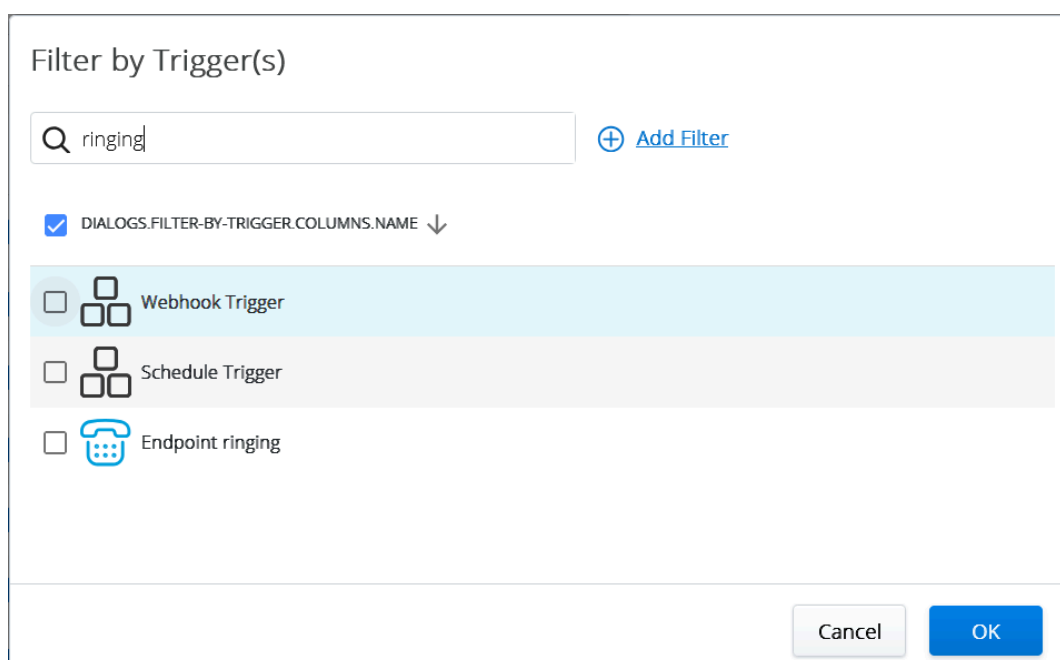 Filter by Trigger(s)
ringing
Add Filter
DIALOGS.FILTER-BY-TRIGGER.COLUMNS.NAME
Webhook Trigger
Schedule Trigger
Endpoint ringing
Cancel
OK